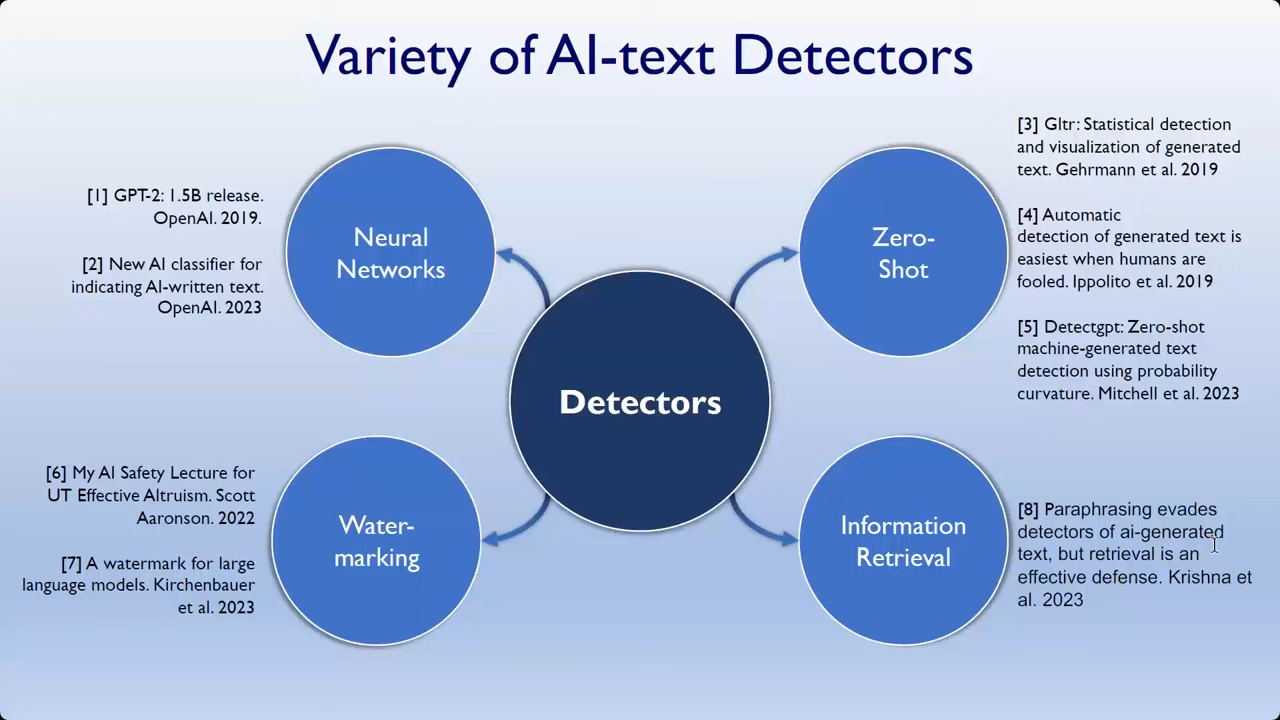 Variety of AI-text Detectors
[1] GPT-2: 1.5B release.
OpenAI. 2019.
[2] New AI classifier for
indicating AI-written text.
OpenAI. 2023
Neural
Networks
Zero-
Shot
[3] Gltr: Statistical detection
and visualization of generated
text. Gehrmann et al. 2019
[4] Automatic
detection of generated text is
easiest when humans are
fooled. Ippolito et al. 2019
[5] Detectgpt: Zero-shot
machine-generated text
detection using probability
curvature. Mitchell et al. 2023
Detectors
[6] My AI Safety Lecture for
UT Effective Altruism. Scott
Aaronson. 2022
[7] A watermark for large
language models. Kirchenbauer
et al. 2023
Water-
marking
Information
Retrieval
[8] Paraphrasing evades
detectors of ai-generated
text, but retrieval is an
effective defense. Krishna et
al. 2023